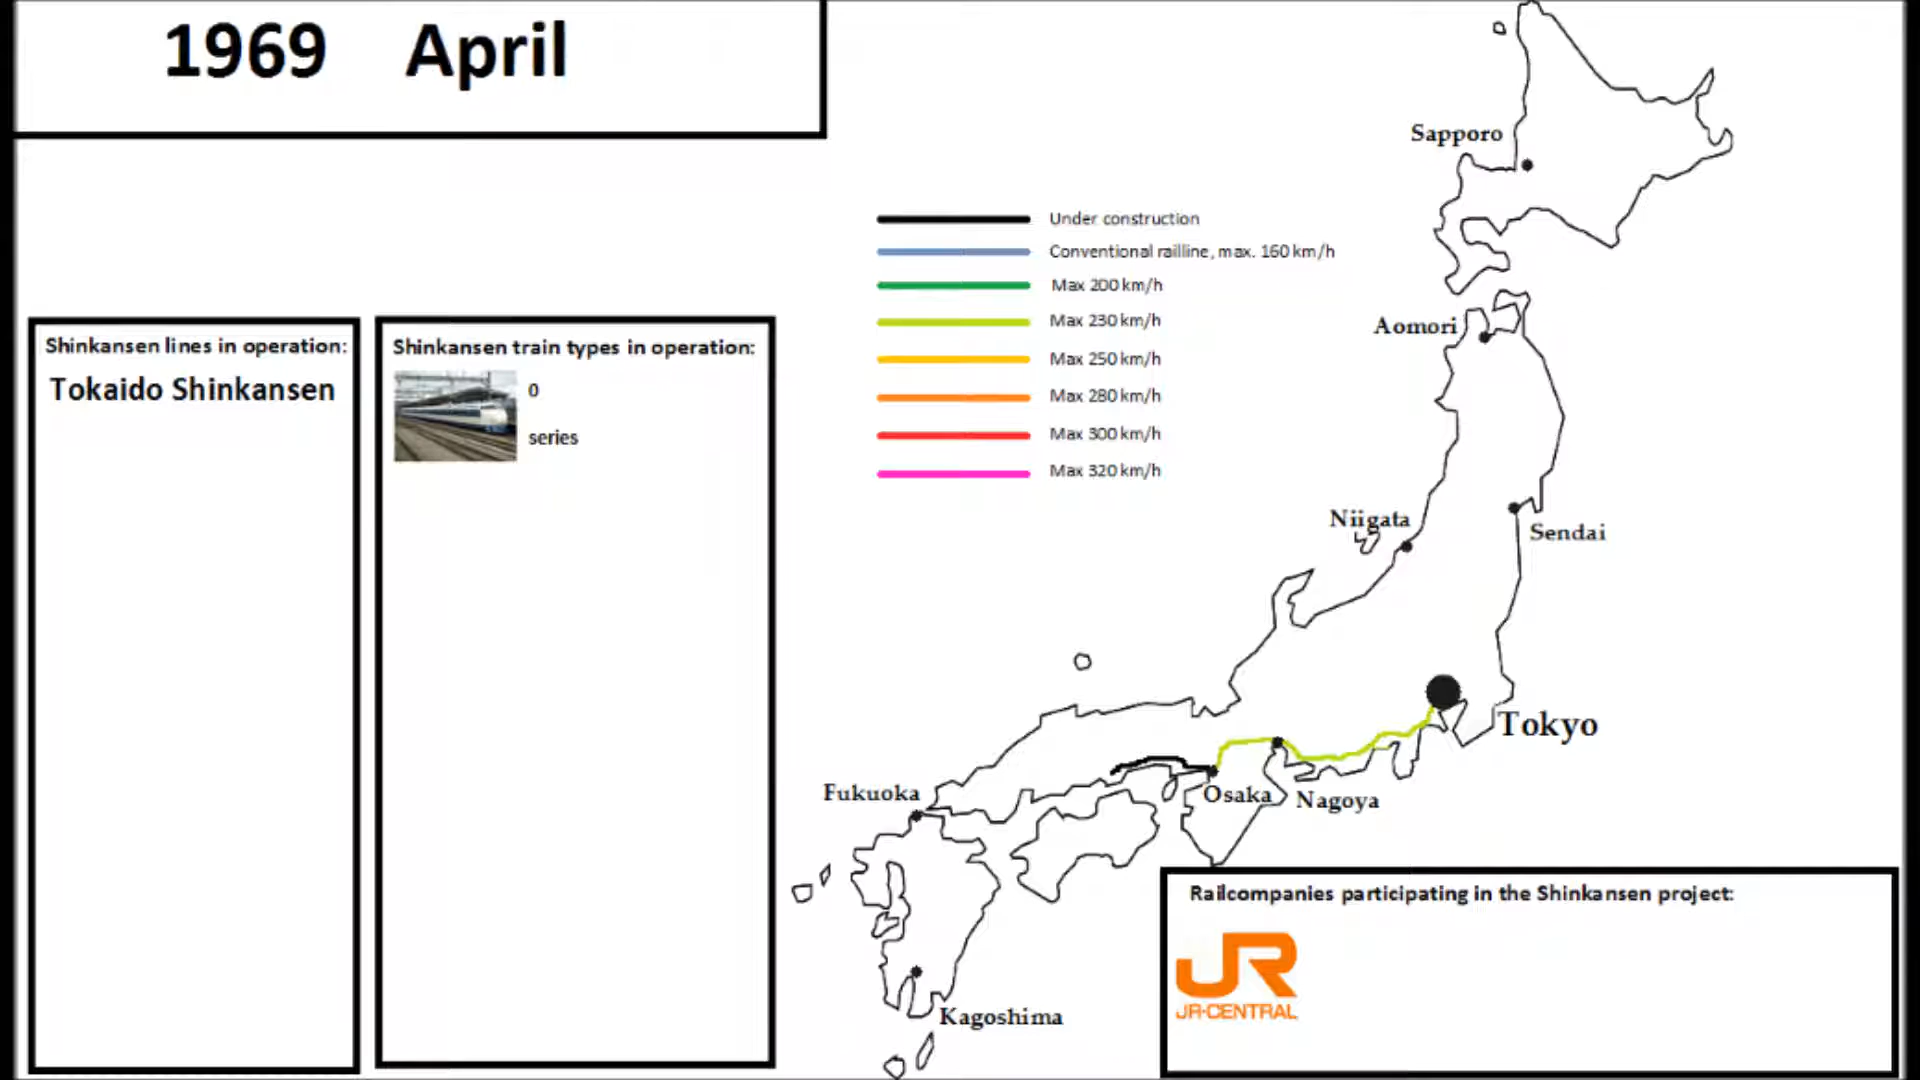 1969 April
Shinkansen lines in operation:
Tokaido Shinkansen
Shinkansen train types in operation:
0
series
Under construction
Conventional railline, max. 160 km/h
Max 200 km/h
Max 230 km/h
Max 250 km/h
Max 280 km/h
Max 300 km/h
Max 320 km/h
Sapporo
Aomori
Niigata
Sendai
Tokyo
Fukuoka
Osaka
Nagoya
Kagoshima
Railcompanies participating in the Shinkansen project:
JR
JR-CENTRAL